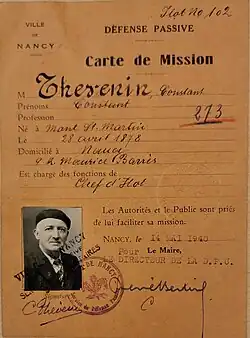 Ilot No 102
VILLE
DE
NANCY
DÉFENSE PASSIVE
Carte de Mission
M Thevenin, Constant
Prénoms Constant
Profession
273
Né à Mont St Martin
Le 28 avril 1878
Domicilié à Nancy
Maurice Barrès
Est chargé des fonctions de
Chef d'Ilot
Les Autorités et le Public sont priés
de lui faciliter sa mission.
NANCY, le 14 MAI 1940
Pour Le Maire,
LE DIRECTEUR DE LA D.P.U.
DE NANCY
C Thévenin